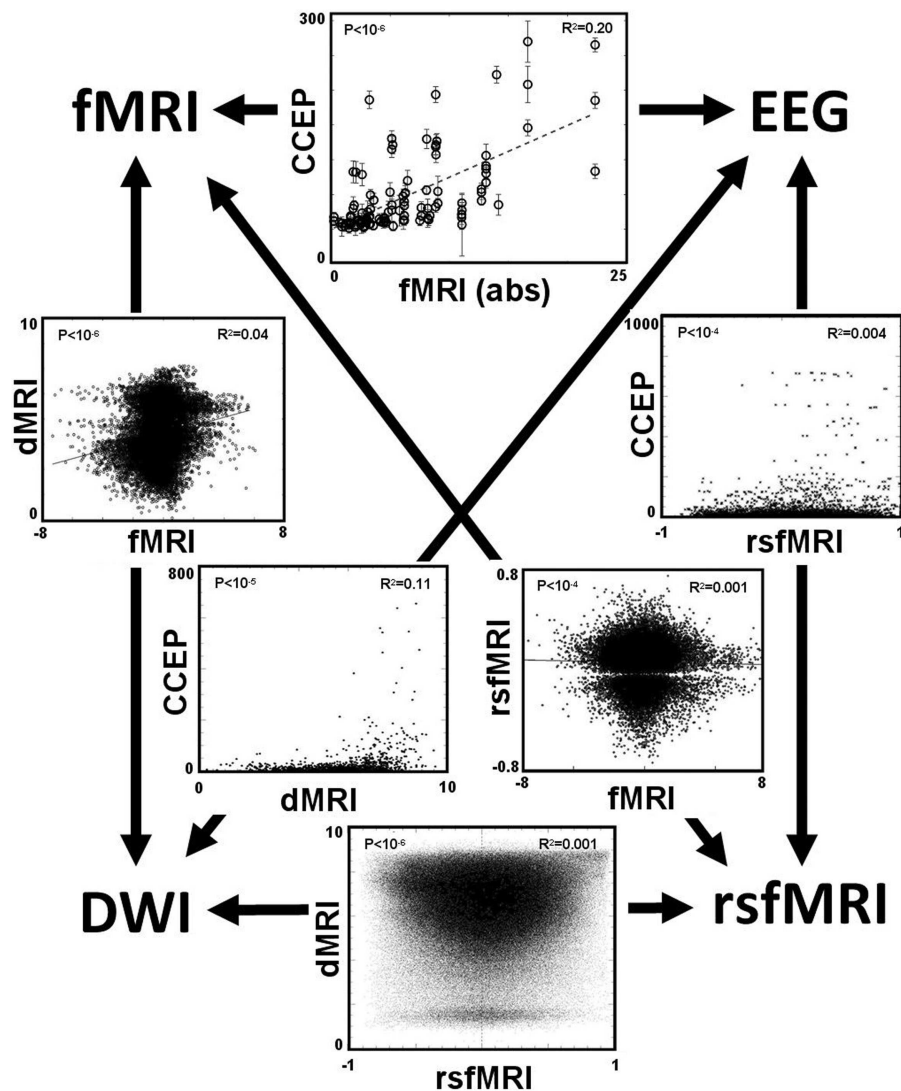 300
P<10-6 R2=0.20
fMRI
CCEP
EEG
0
0 25
fMRI (abs)
10
P<10-6 R2=0.04
dMRI
0
-8 8
fMRI
1000
P<10-4 R2=0.004
CCEP
0
-1 1
rsfMRI
800
P<10-5 R2=0.11
CCEP
0
0 10
dMRI
0.8
P<10-4 R2=0.001
rsfMRI
-0.8
-8 8
fMRI
10
P<10-6 R2=0.001
DWI
dMRI
rsfMRI
0
-1 1
rsfMRI